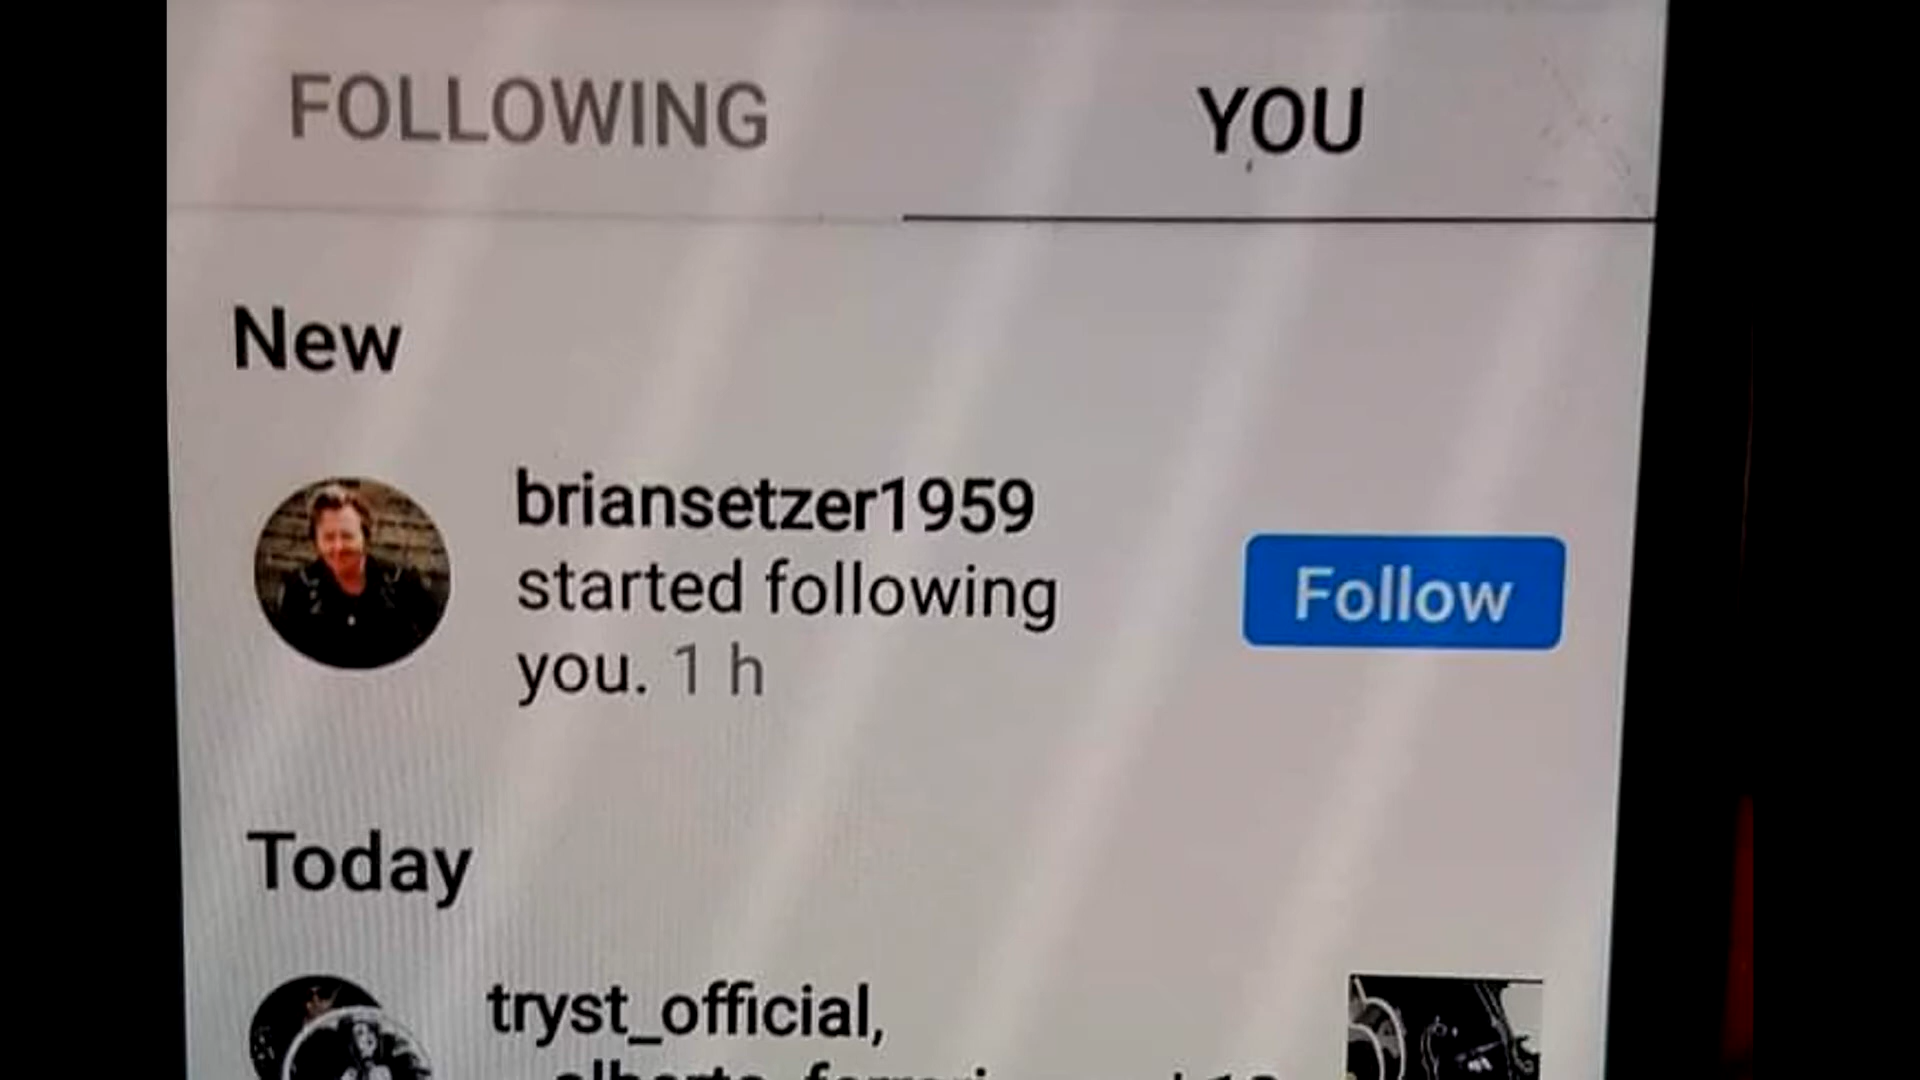 FOLLOWING
YOU
New
briansetzer1959
started following
you. 1 h
Follow
Today
tryst_official,